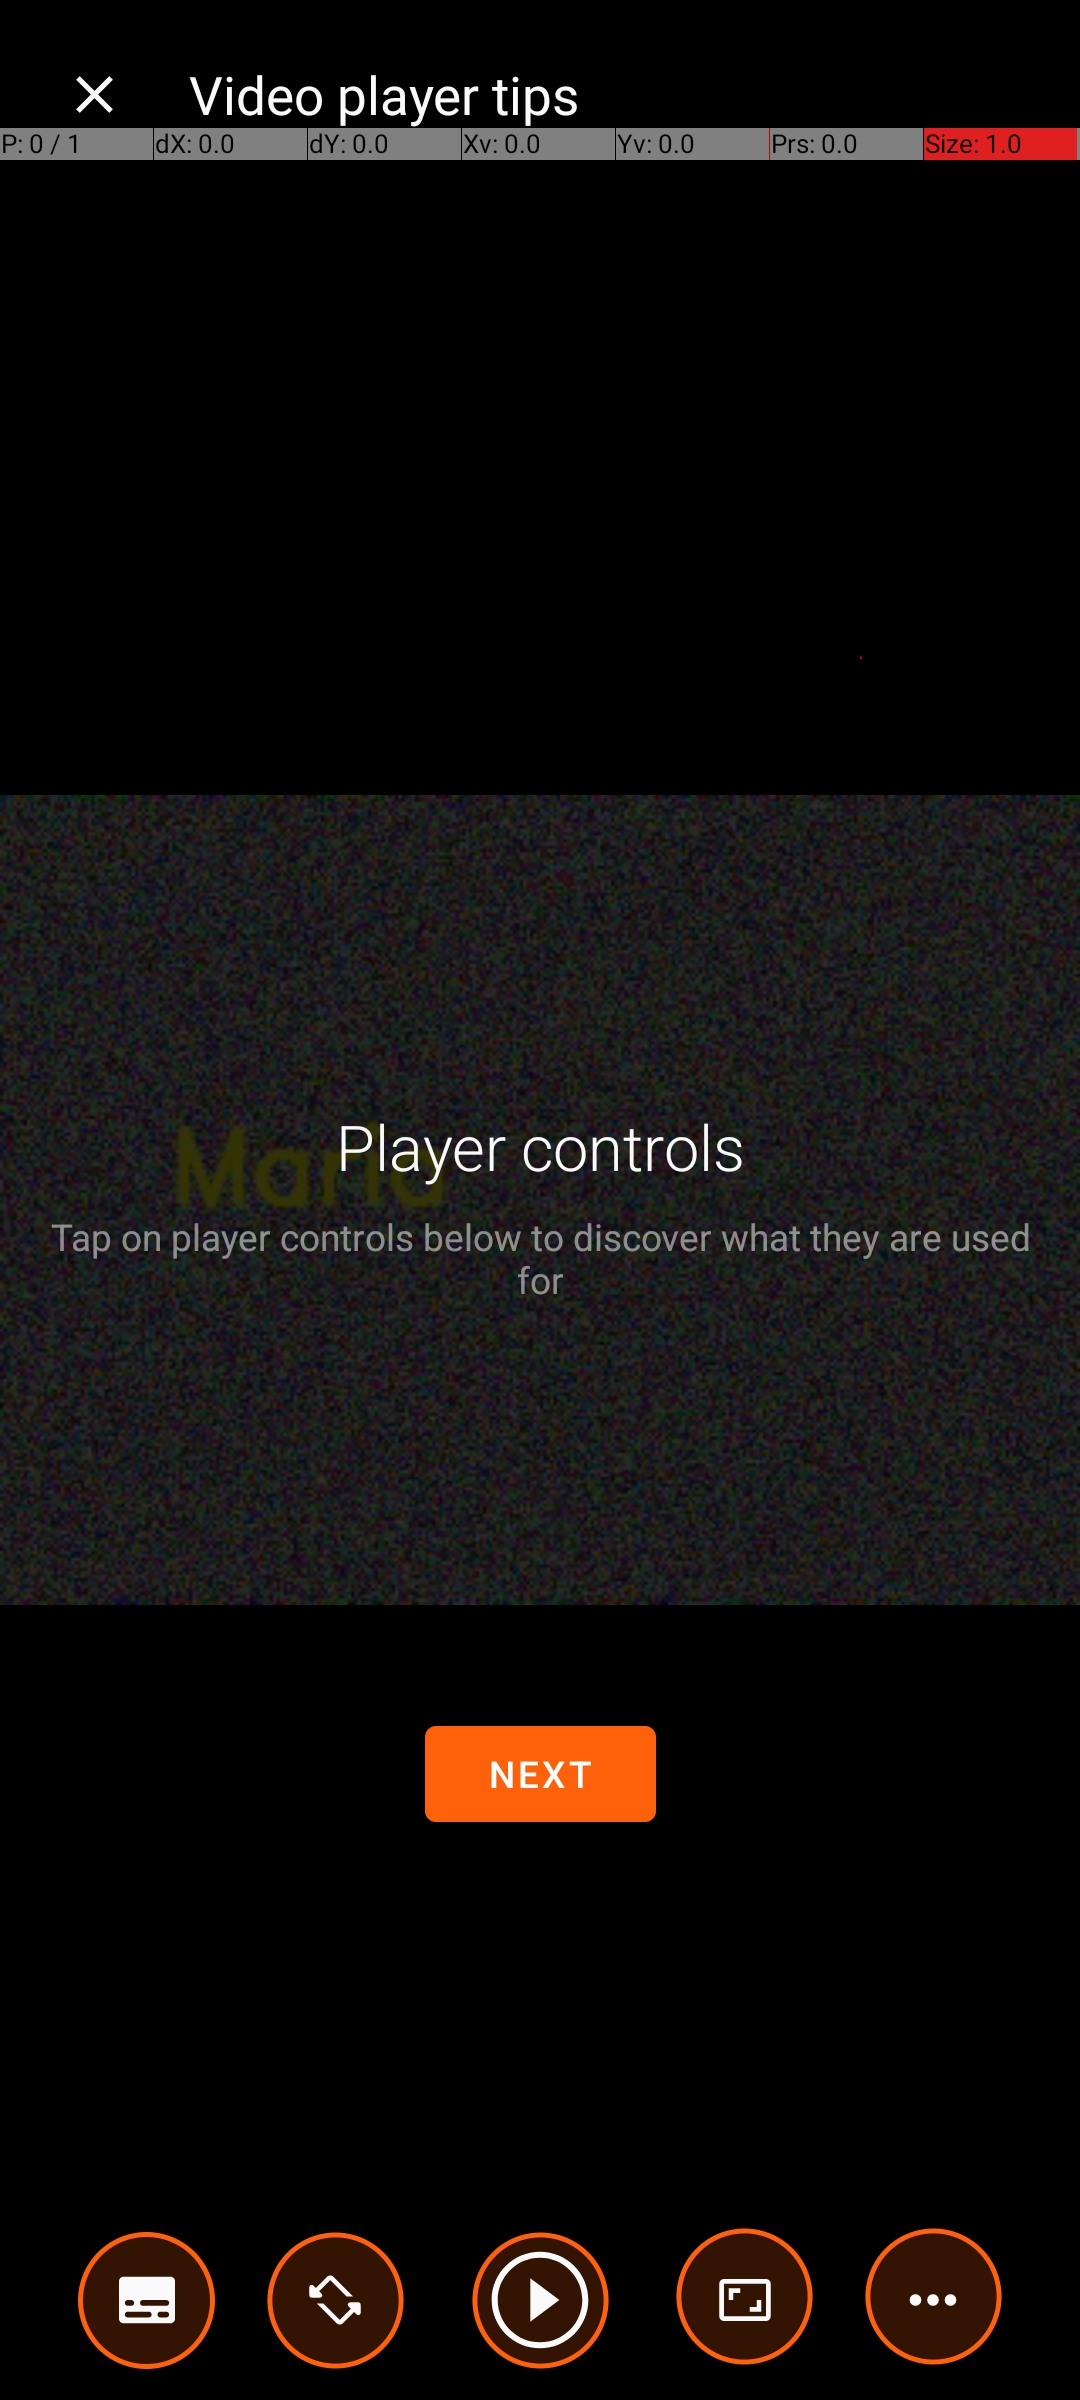 Video player tips
P: 0 / 1 dX: 0.0 dY: 0.0 Xv: 0.0 Yv: 0.0 Prs: 0.0 Size: 1.0
Player controls
Maria
Tap on player controls below to discover what they are used
for
NEXT